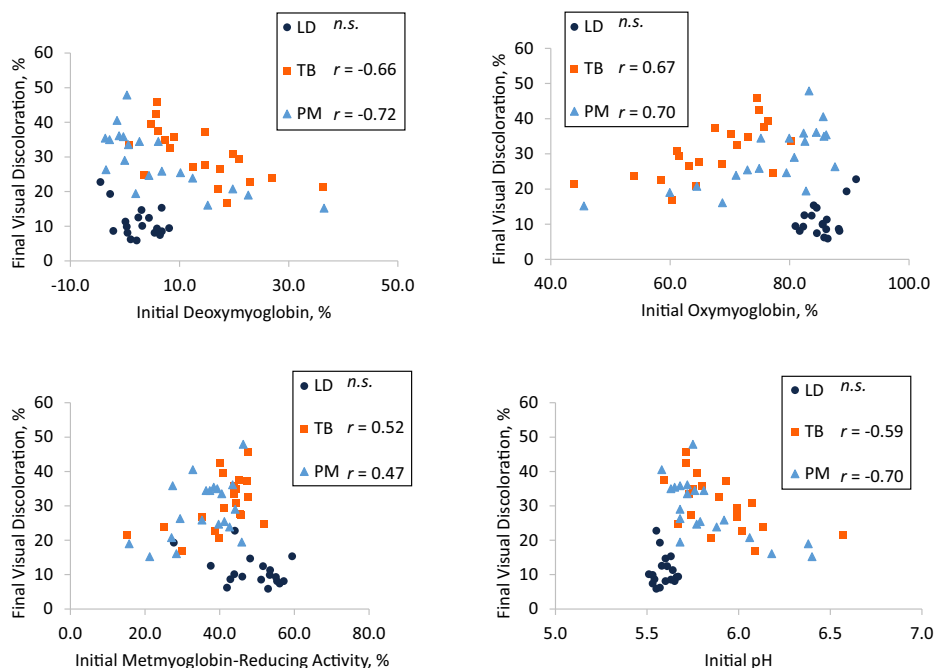 LD n.s.
TB r = -0.66
PM r = -0.72
Final Visual Discoloration, %
60
50
40
30
20
10
0
-10.0 10.0 30.0 50.0
Initial Deoxymyoglobin, %
LD n.s.
TB r = 0.67
PM r = 0.70
Final Visual Discoloration, %
60
50
40
30
20
10
0
40.0 60.0 80.0 100.0
Initial Oxymyoglobin, %
LD n.s.
TB r = 0.52
PM r = 0.47
Final Visual Discoloration, %
60
50
40
30
20
10
0
0.0 20.0 40.0 60.0 80.0
Initial Metmyoglobin-Reducing Activity, %
LD n.s.
TB r = -0.59
PM r = -0.70
Final Visual Discoloration, %
60
50
40
30
20
10
0
5.0 5.5 6.0 6.5 7.0
Initial pH